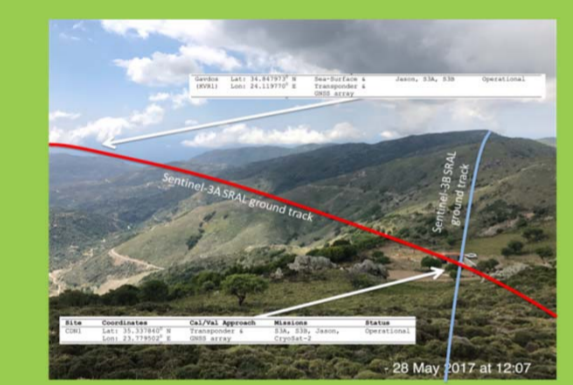 Gavdos Lat: 34.847973° N Sea-Surface & Jason, S3A, S3B Operational
(KVR1) Lon: 24.119770° E Transponder &
GNSS array
Sentinel-3A SRAL ground track
Sentinel-3B SRAL
ground track
Site Coordinates Cal/Val Approach Missions Status
CDN1 Lat: 35.337840° N Transponder & S3A, S3B, Jason, Operational
Lon: 23.779502° E GNSS array CryoSat-2
- 28 May 2017 at 12:07